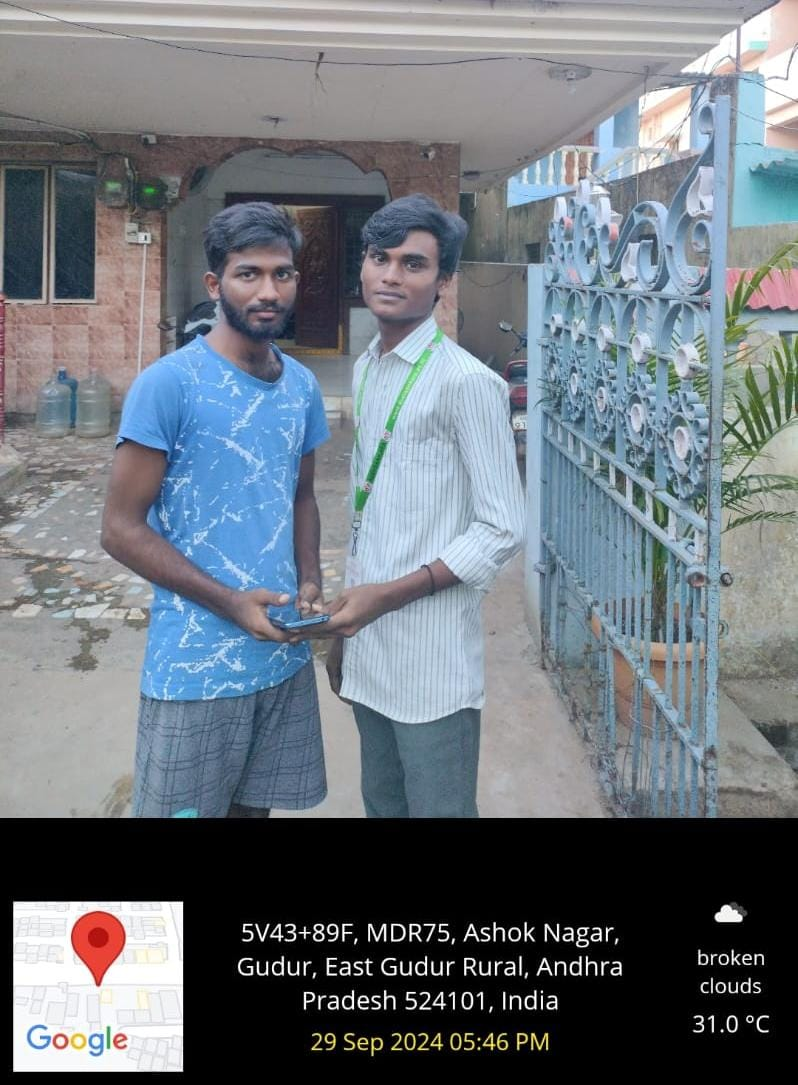 5V43+89F, MDR75, Ashok Nagar,
Gudur, East Gudur Rural, Andhra
Pradesh 524101, India
29 Sep 2024 05:46 PM
broken
clouds
31.0 °C
Google